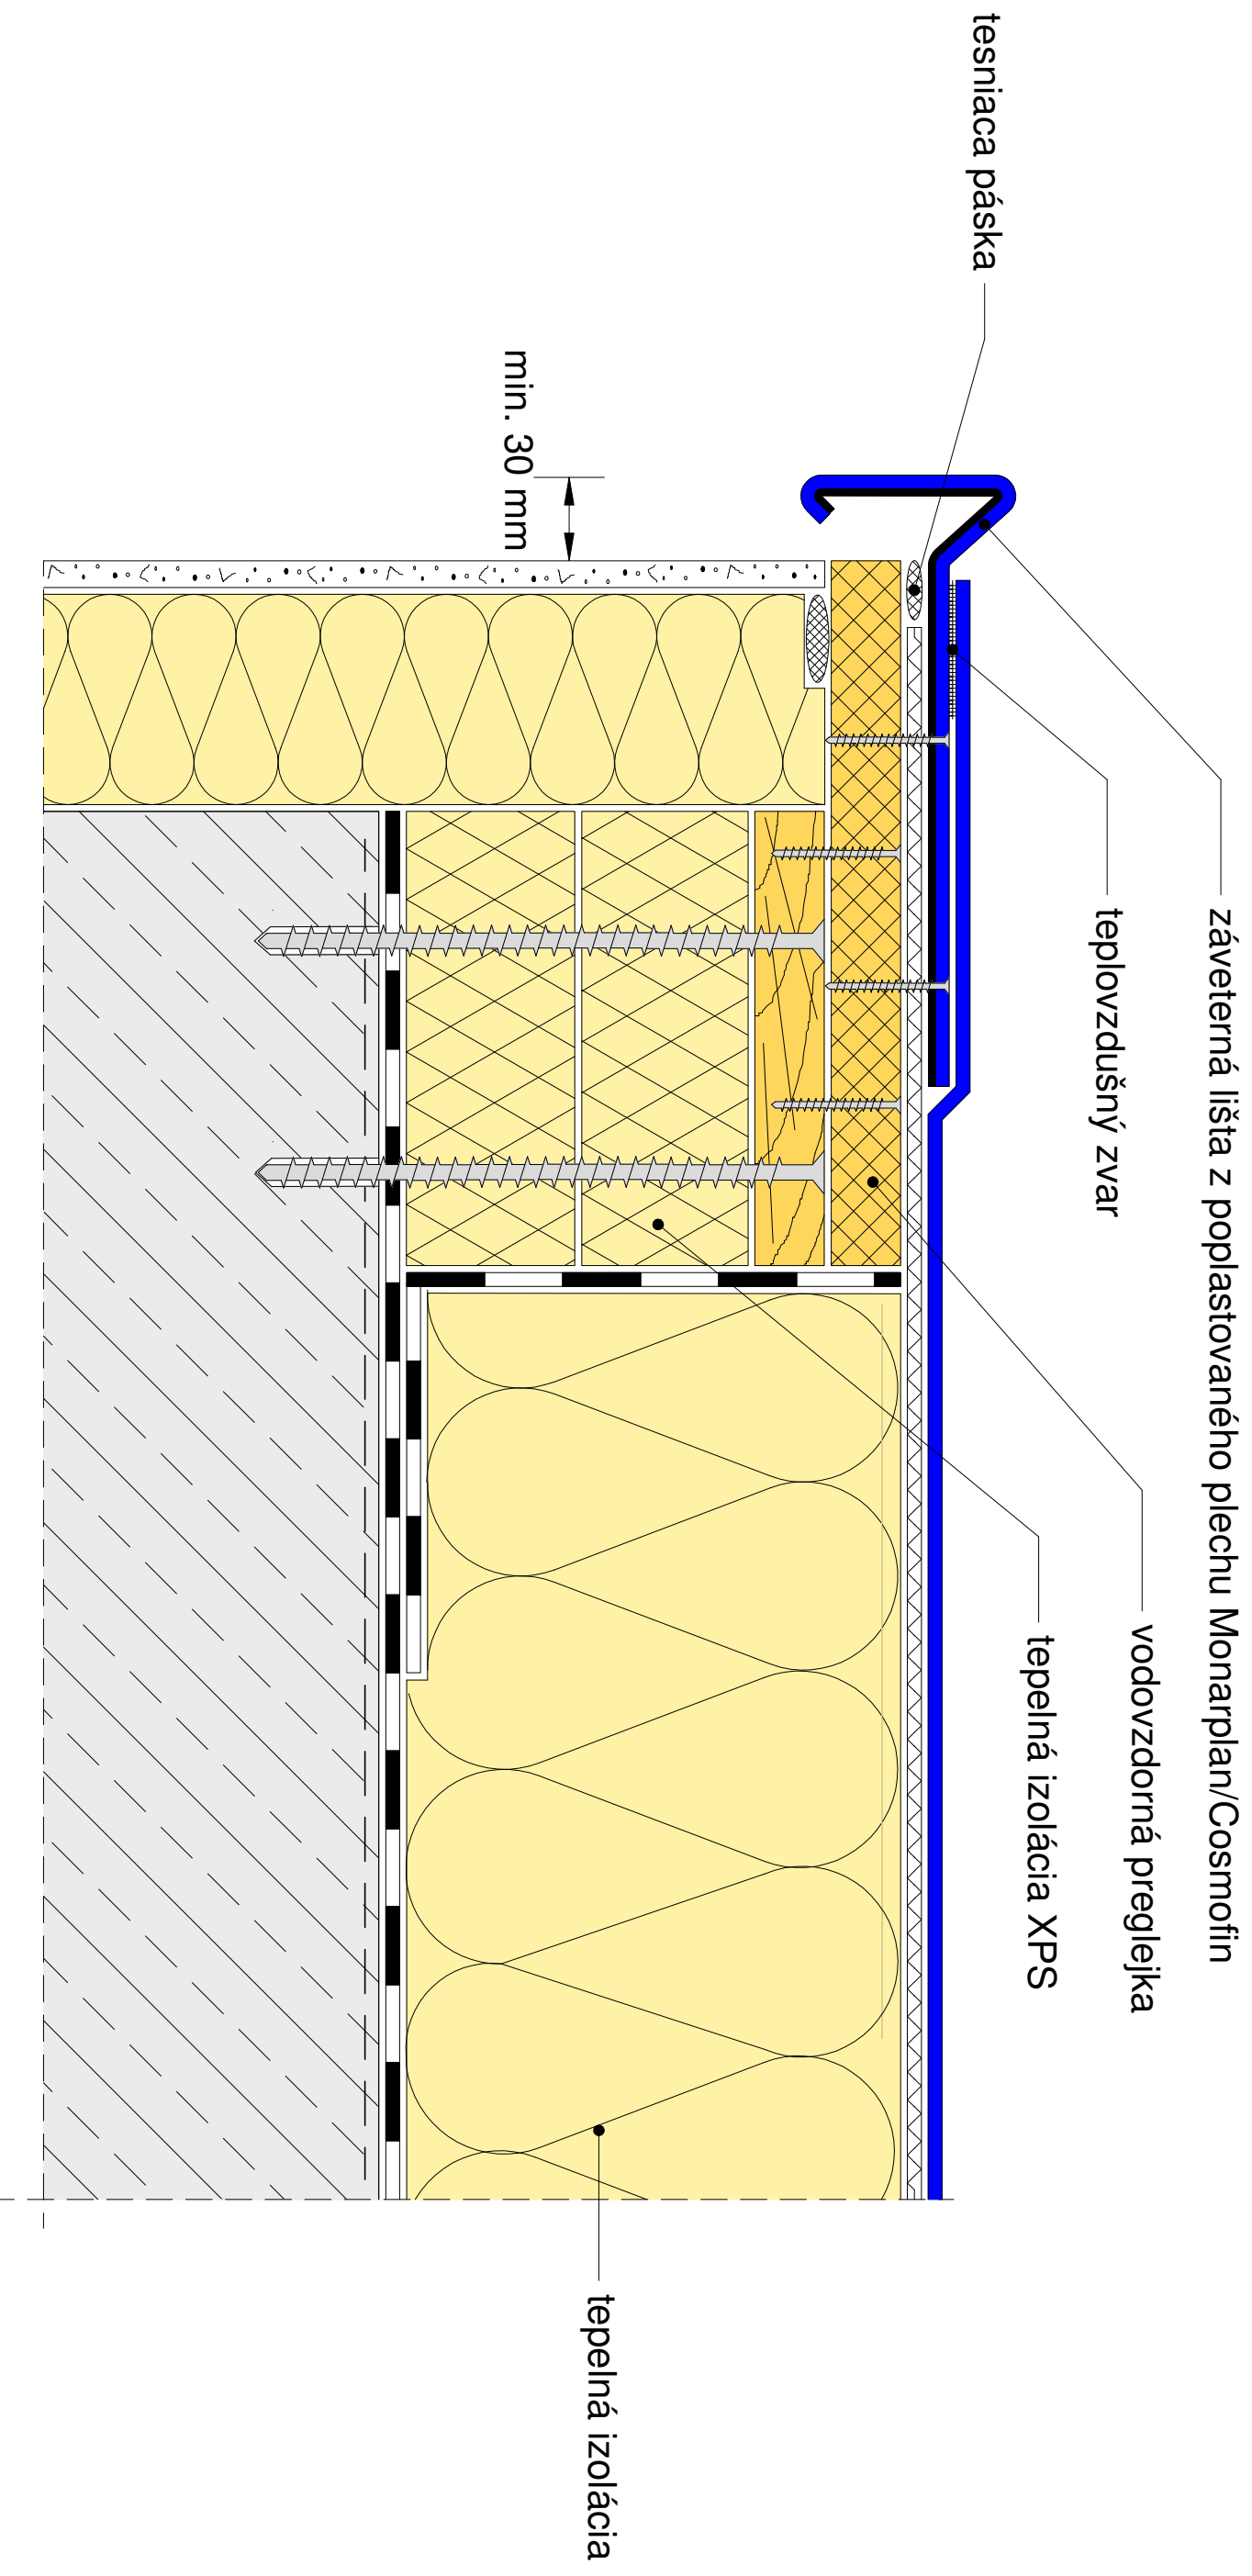 záveterná lišta z poplastovaného plechu Monarplan/Cosmofin
vodovzdorná preglejka
teplovzdušný zvar
tepelná izolácia XPS
tesniaca páska
tepelná izolácia
min. 30 mm